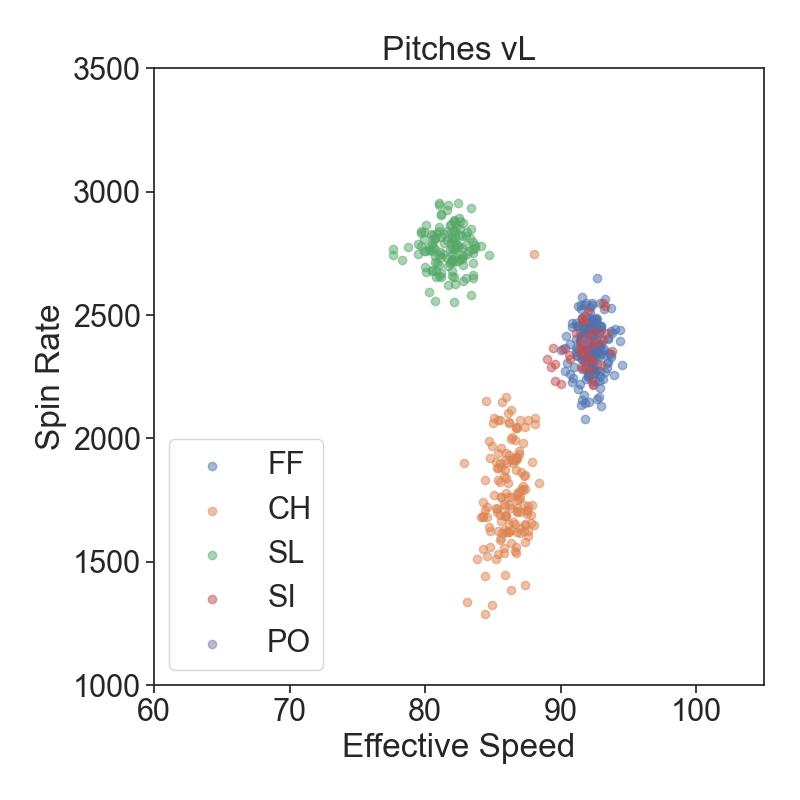 Pitches vL
3500
3000
2500
2000
1500
1000
Spin Rate
FF
CH
SL
SI
PO
60 70 80 90 100
Effective Speed